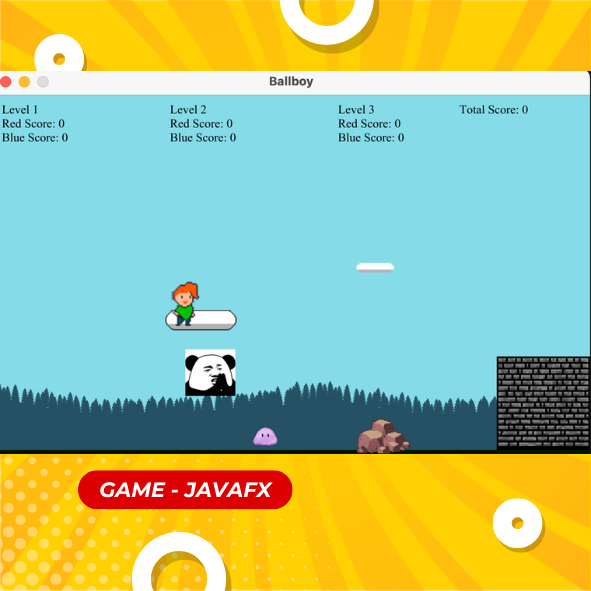 Ballboy
Level 1
Red Score: 0
Blue Score: 0
Level 2
Red Score: 0
Blue Score: 0
Level 3
Red Score: 0
Blue Score: 0
Total Score: 0
GAME - JAVAFX